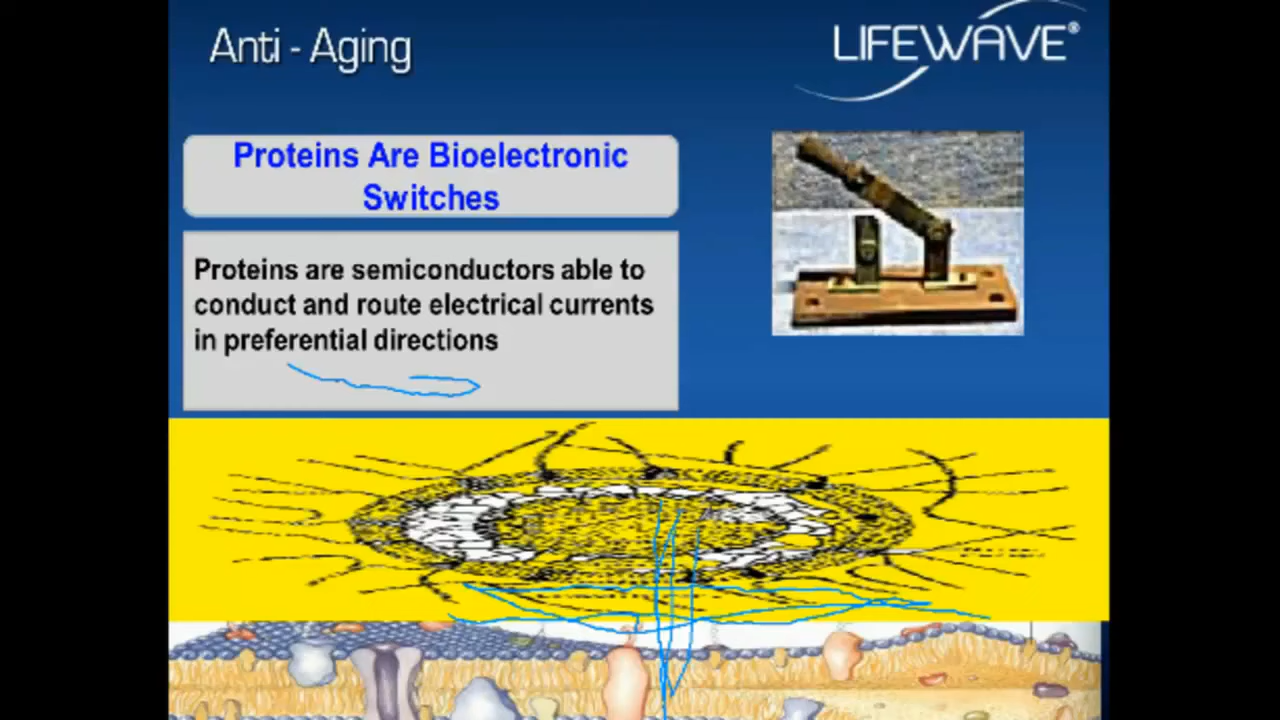 Anti - Aging
LIFEWAVE®
Proteins Are Bioelectronic
Switches
Proteins are semiconductors able to
conduct and route electrical currents
in preferential directions